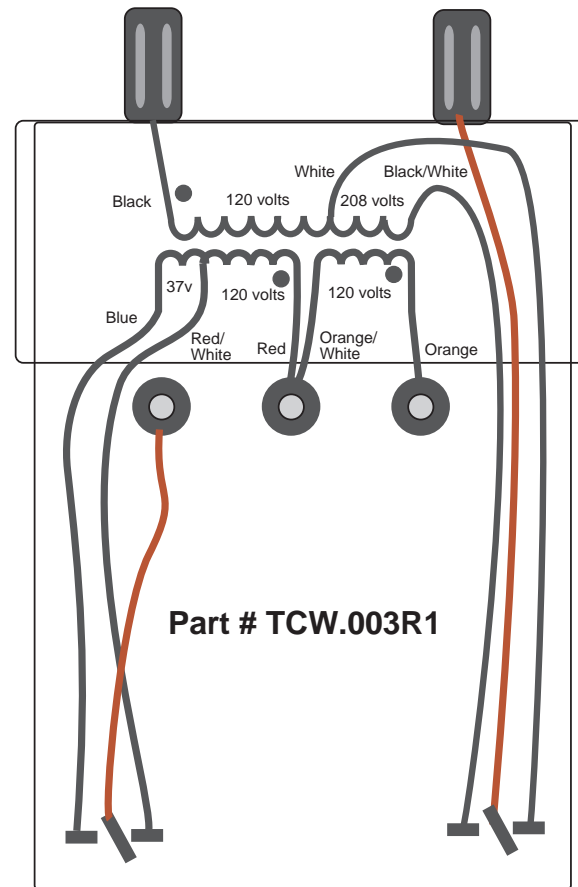 White
Black/White
Black
120 volts
208 volts
37v
120 volts
120 volts
Blue
Red/
White
Red
Orange/
White
Orange
Part # TCW.003R1